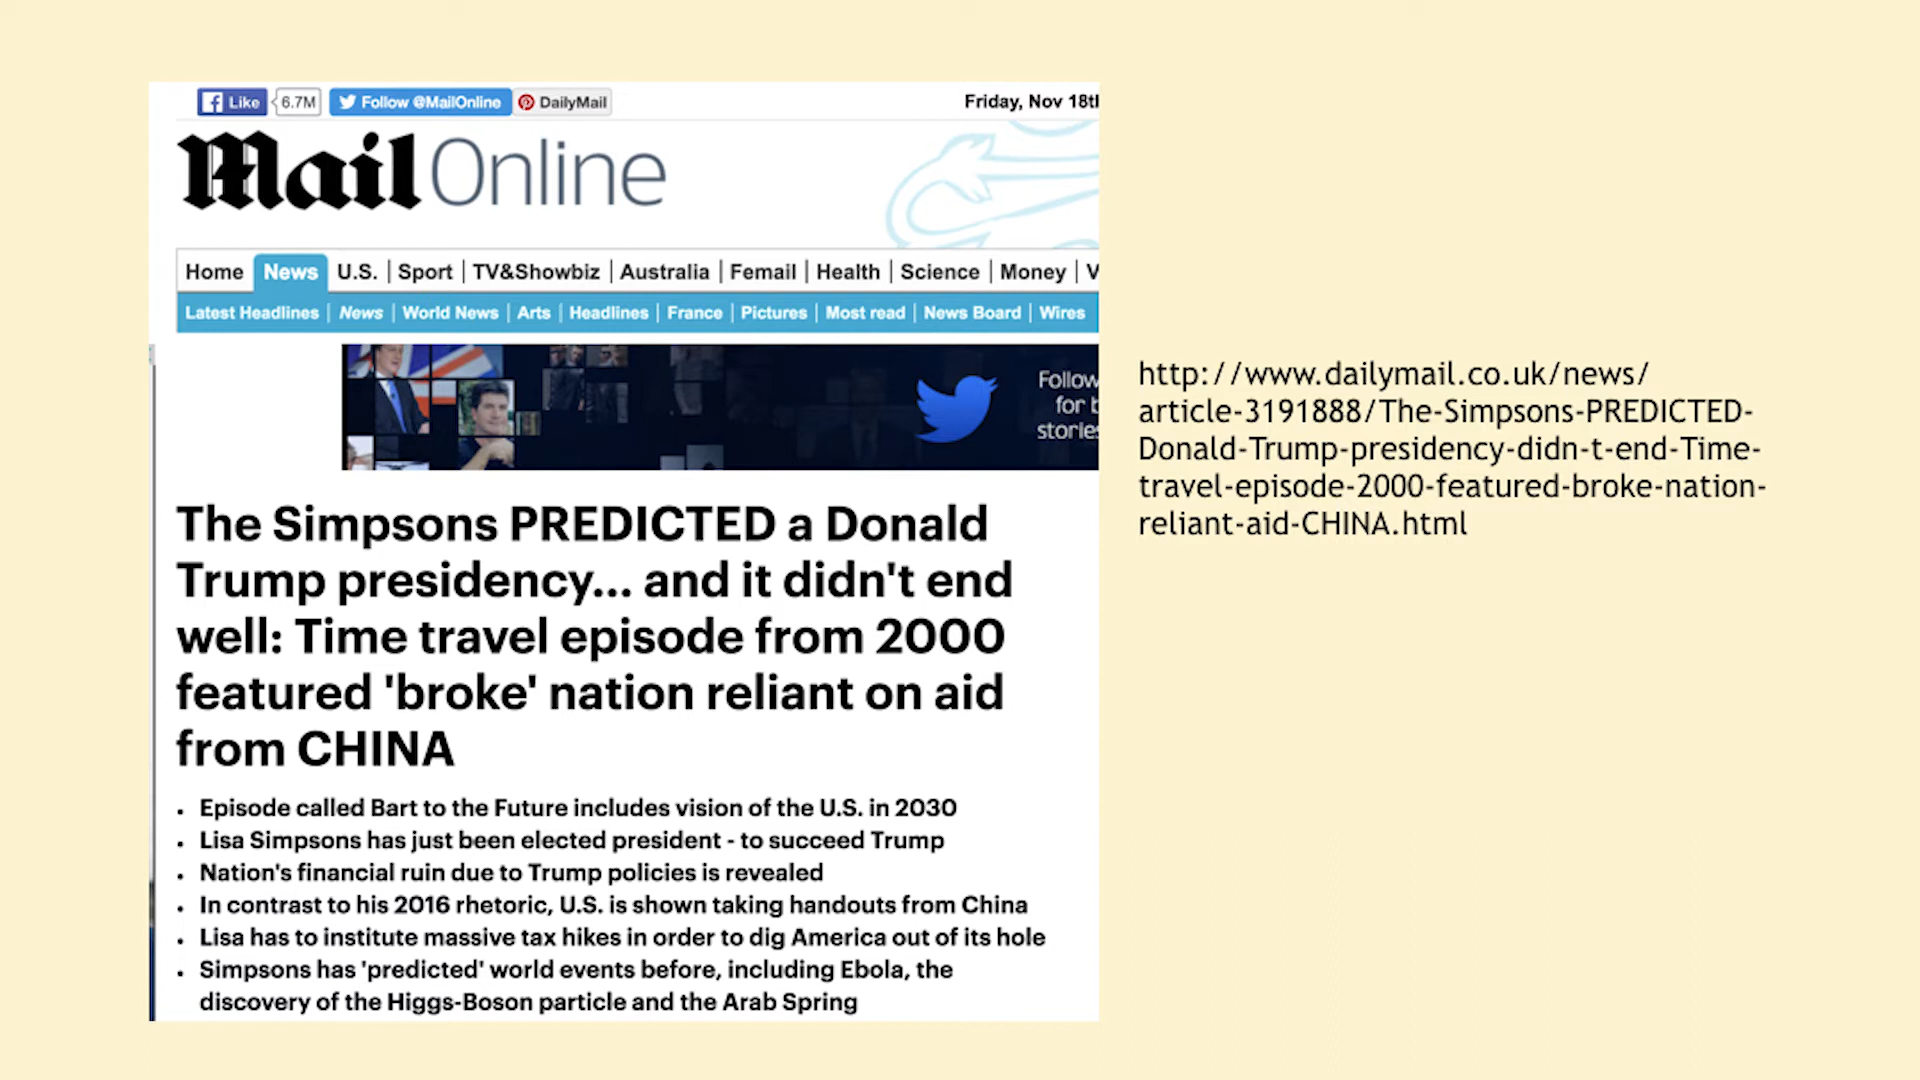 Like 6.7M Follow @MailOnline DailyMail Friday, Nov 18th
Mail Online
Home News U.S. Sport TV&Showbiz Australia Femail Health Science Money V
Latest Headlines News World News Arts Headlines France Pictures Most read News Board Wires
Follow
for b
stories
The Simpsons PREDICTED a Donald
Trump presidency... and it didn't end
well: Time travel episode from 2000
featured 'broke' nation reliant on aid
from CHINA
• Episode called Bart to the Future includes vision of the U.S. in 2030
• Lisa Simpsons has just been elected president - to succeed Trump
• Nation's financial ruin due to Trump policies is revealed
• In contrast to his 2016 rhetoric, U.S. is shown taking handouts from China
• Lisa has to institute massive tax hikes in order to dig America out of its hole
• Simpsons has 'predicted' world events before, including Ebola, the
discovery of the Higgs-Boson particle and the Arab Spring
http://www.dailymail.co.uk/news/
article-3191888/The-Simpsons-PREDICTED-
Donald-Trump-presidency-didn-t-end-Time-
travel-episode-2000-featured-broke-nation-
reliant-aid-CHINA.html